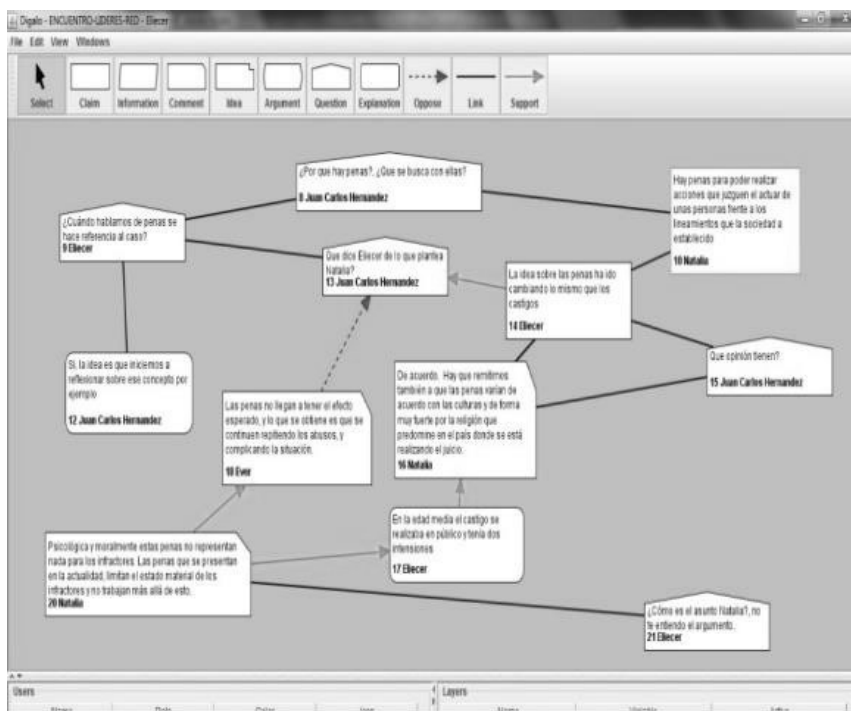 Digalo - ENCUENTRO-LIDERES-RED - Eliecer
File Edit View Windows
Select Claim Information Comment Idea Argument Question Explanation Oppose Link Support
¿Por que hay penas?. ¿Que se busca con ellas?
8 Juan Carlos Hernandez
Hay penas para poder realizar
acciones que juzguen el actuar de
unas personas frente a los
lineamientos que la sociedad a
establecido
10 Natalia
¿Cuándo hablamos de penas se
hace referencia al caso?
9 Eliecer
Que dice Eliecer de lo que plantea
Natalia?
13 Juan Carlos Hernandez
La idea sobre las penas ha ido
cambiando lo mismo que los
castigos
14 Eliecer
Que opinión tienen?
15 Juan Carlos Hernandez
Si, la idea es que iniciemos a
reflexionar sobre ese concepto por
ejemplo
12 Juan Carlos Hernandez
De acuerdo. Hay que remitirnos
también a que las penas varían de
acuerdo con las culturas y de forma
muy fuerte por la religión que
predomine en el país donde se está
realizando el juicio.
16 Natalia
Las penas no llegan a tener el efecto
esperado, y lo que se obtiene es que se
continuen repitiendo los abusos, y
complicando la situación.
18 Ever
En la edad media el castigo se
realizaba en público y tenía dos
intensiones
17 Eliecer
Psicológica y moralmente estas penas no representan
nada para los infractores. Las penas que se presentan
en la actualidad, limitan el estado material de los
infractores y no trabajan más allá de esto.
20 Natalia
¿Cómo es el asunto Natalia?, no
te entiendo el argumento.
21 Eliecer
Users Layers